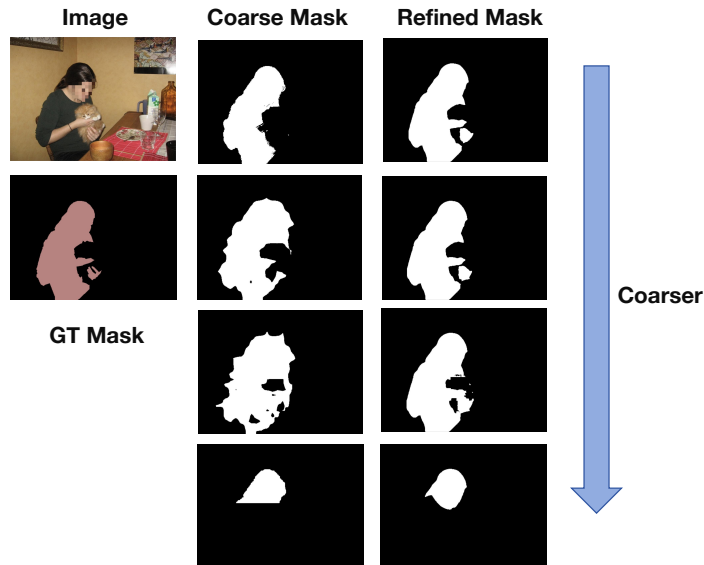 Image
Coarse Mask
Refined Mask
GT Mask
Coarser